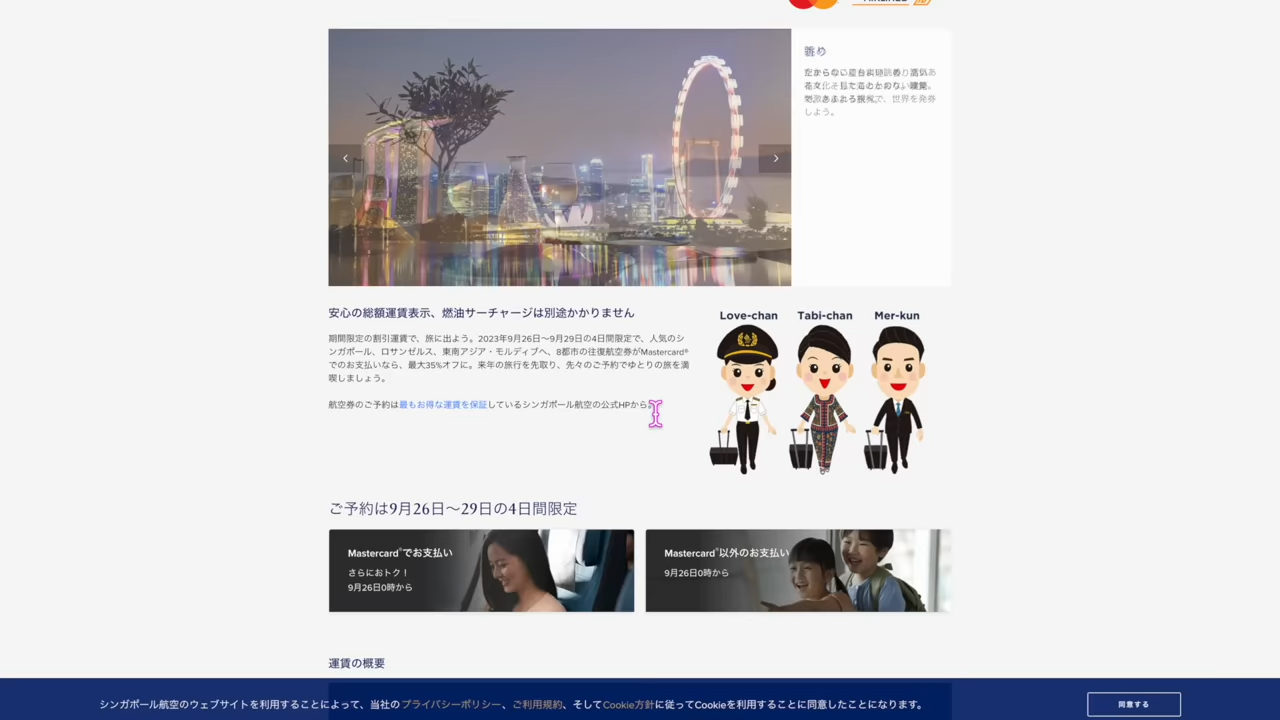 眺め
しよう。
安心の総額運賃表示、燃油サーチャージは別途かかりません
Love-chan Tabi-chan Mer-kun
期間限定の割引運賃で、旅に出よう。2023年9月26日〜9月29日の4日間限定で、人気のシ
ンガポール、ロサンゼルス、東南アジア・モルディブへ、8都市の往復航空券がMastercard®
でのお支払いなら、最大35%オフに。来年の旅行を先取り、先々のご予約でゆとりの旅を満
喫しましょう。
航空券のご予約は最もお得な運賃を保証しているシンガポール航空の公式HPから。
ご予約は9月26日〜29日の4日間限定
Mastercard®でお支払い
さらにおトク！
9月26日0時から
Mastercard®以外のお支払い
9月26日0時から
運賃の概要
シンガポール航空のウェブサイトを利用することによって、当社のプライバシーポリシー、ご利用規約、そしてCookie方針に従ってCookieを利用することに同意したことになります。
同意する